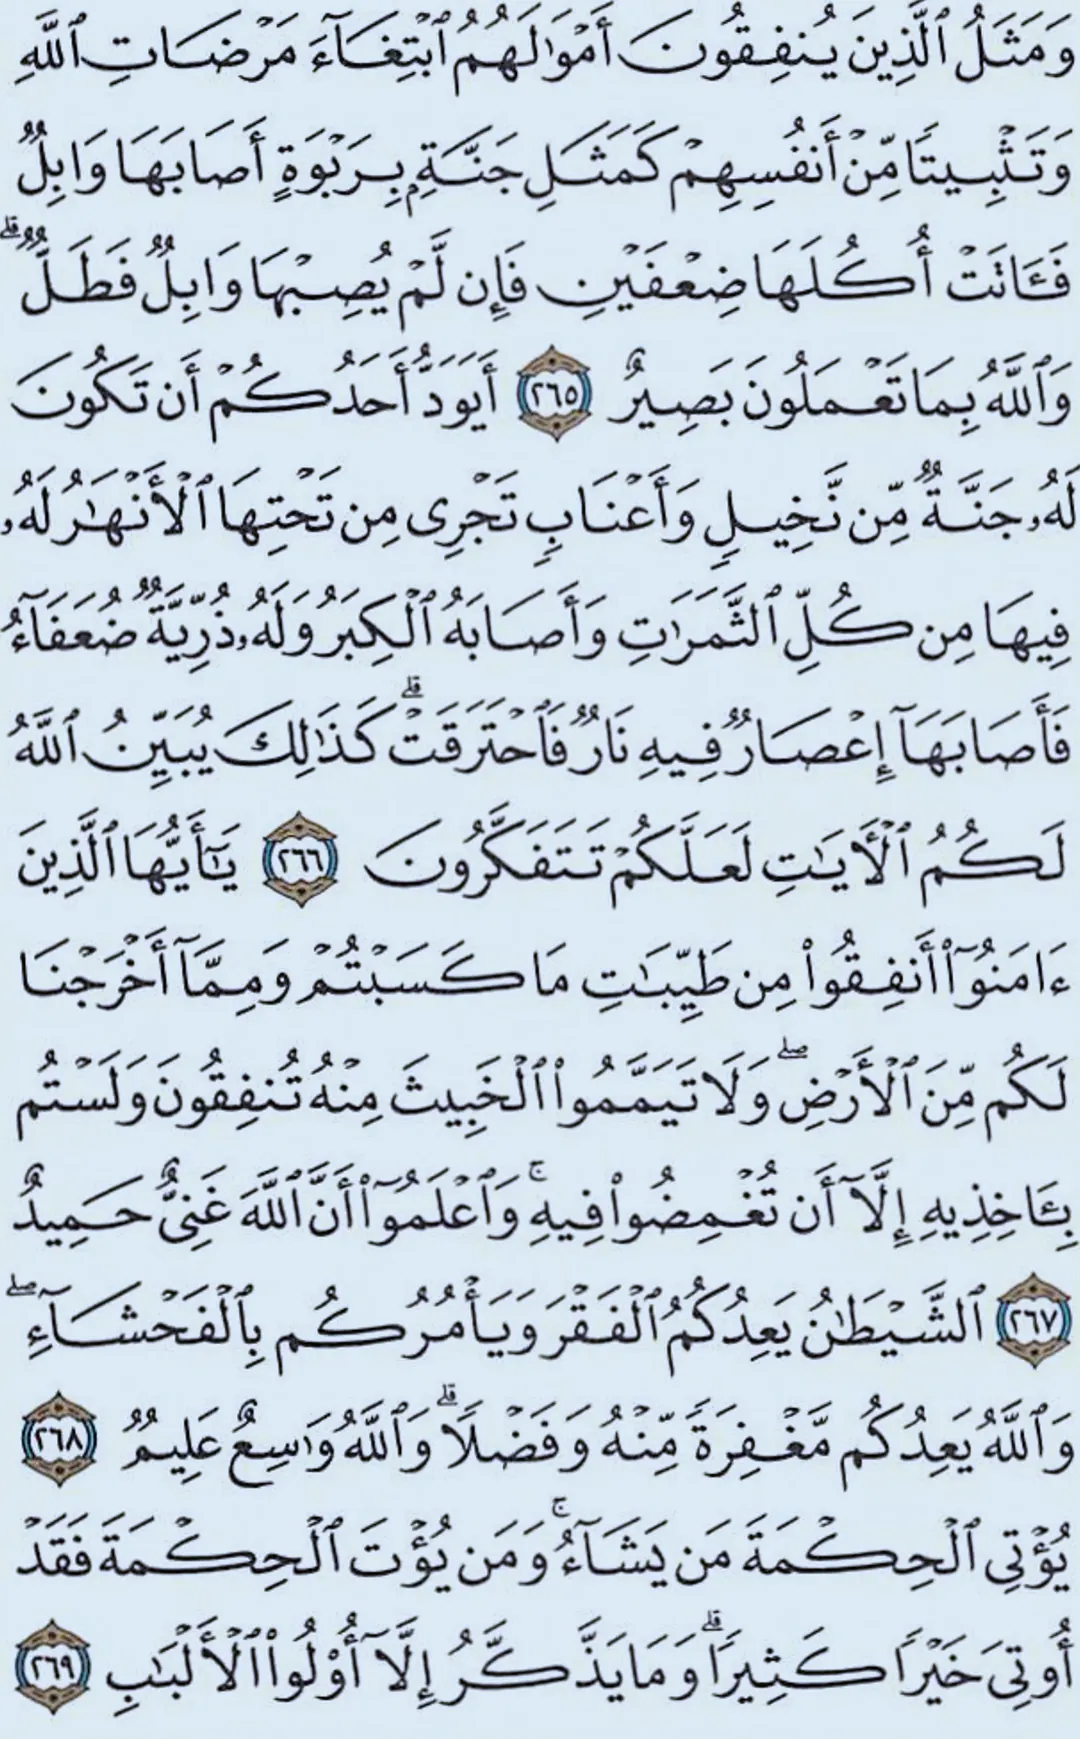 وَمَثَلُ ٱلَّذِينَ يُنفِقُونَ أَمْوَٰلَهُمُ ٱبْتِغَآءَ مَرْضَاتِ ٱللَّهِ
وَتَثْبِيتًا مِّنْ أَنفُسِهِمْ كَمَثَلِ جَنَّةٍۭ بِرَبْوَةٍ أَصَابَهَا وَابِلٌ
فَـَٔاتَتْ أُكُلَهَا ضِعْفَيْنِ فَإِن لَّمْ يُصِبْهَا وَابِلٌ فَطَلٌّ ۗ
وَٱللَّهُ بِمَا تَعْمَلُونَ بَصِيرٌ ٢٦٥ أَيَوَدُّ أَحَدُكُمْ أَن تَكُونَ
لَهُۥ جَنَّةٌ مِّن نَّخِيلٍ وَأَعْنَابٍ تَجْرِى مِن تَحْتِهَا ٱلْأَنْهَٰرُ لَهُۥ
فِيهَا مِن كُلِّ ٱلثَّمَرَٰتِ وَأَصَابَهُ ٱلْكِبَرُ وَلَهُۥ ذُرِّيَّةٌ ضُعَفَآءُ
فَأَصَابَهَآ إِعْصَارٌ فِيهِ نَارٌ فَٱحْتَرَقَتْ ۗ كَذَٰلِكَ يُبَيِّنُ ٱللَّهُ
لَكُمُ ٱلْأَيَٰتِ لَعَلَّكُمْ تَتَفَكَّرُونَ ٢٦٦ يَٰٓأَيُّهَا ٱلَّذِينَ
ءَامَنُوٓا۟ أَنفِقُوا۟ مِن طَيِّبَٰتِ مَا كَسَبْتُمْ وَمِمَّآ أَخْرَجْنَا
لَكُم مِّنَ ٱلْأَرْضِ ۖ وَلَا تَيَمَّمُوا۟ ٱلْخَبِيثَ مِنْهُ تُنفِقُونَ وَلَسْتُم
بِـَٔاخِذِيهِ إِلَّآ أَن تُغْمِضُوا۟ فِيهِ ۚ وَٱعْلَمُوٓا۟ أَنَّ ٱللَّهَ غَنِىٌّ حَمِيدٌ
٢٦٧ ٱلشَّيْطَٰنُ يَعِدُكُمُ ٱلْفَقْرَ وَيَأْمُرُكُم بِٱلْفَحْشَآءِ ۖ
وَٱللَّهُ يَعِدُكُم مَّغْفِرَةً مِّنْهُ وَفَضْلًا ۗ وَٱللَّهُ وَٰسِعٌ عَلِيمٌ ٢٦٨
يُؤْتِى ٱلْحِكْمَةَ مَن يَشَآءُ ۚ وَمَن يُؤْتَ ٱلْحِكْمَةَ فَقَدْ
أُوتِىَ خَيْرًا كَثِيرًا ۗ وَمَا يَذَّكَّرُ إِلَّآ أُو۟لُوا۟ ٱلْأَلْبَٰبِ ٢٦٩